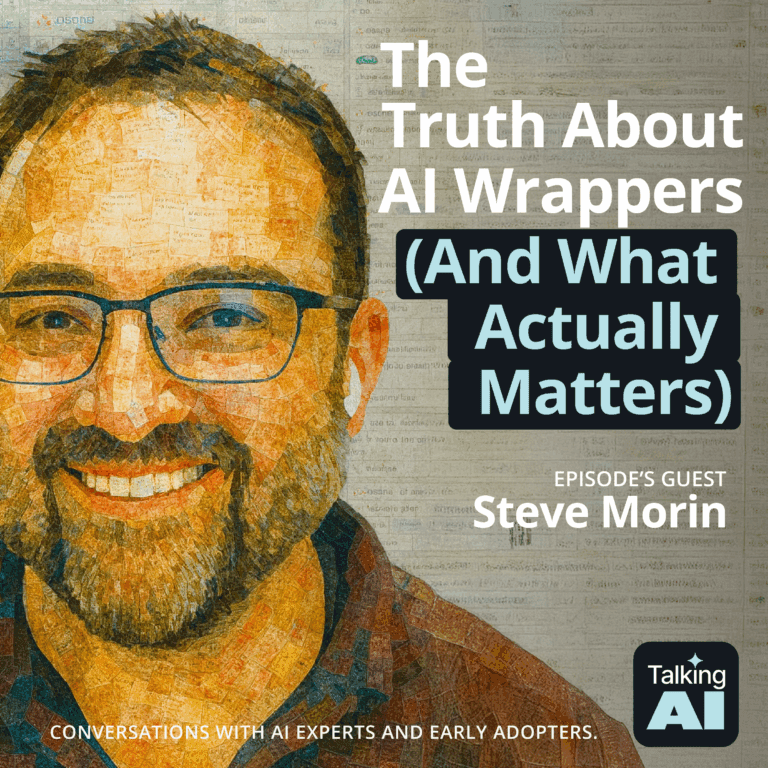 The
Truth About
AI Wrappers
(And What
Actually
Matters)
EPISODE'S GUEST
Steve Morin
Talking
AI
CONVERSATIONS WITH AI EXPERTS AND EARLY ADOPTERS.